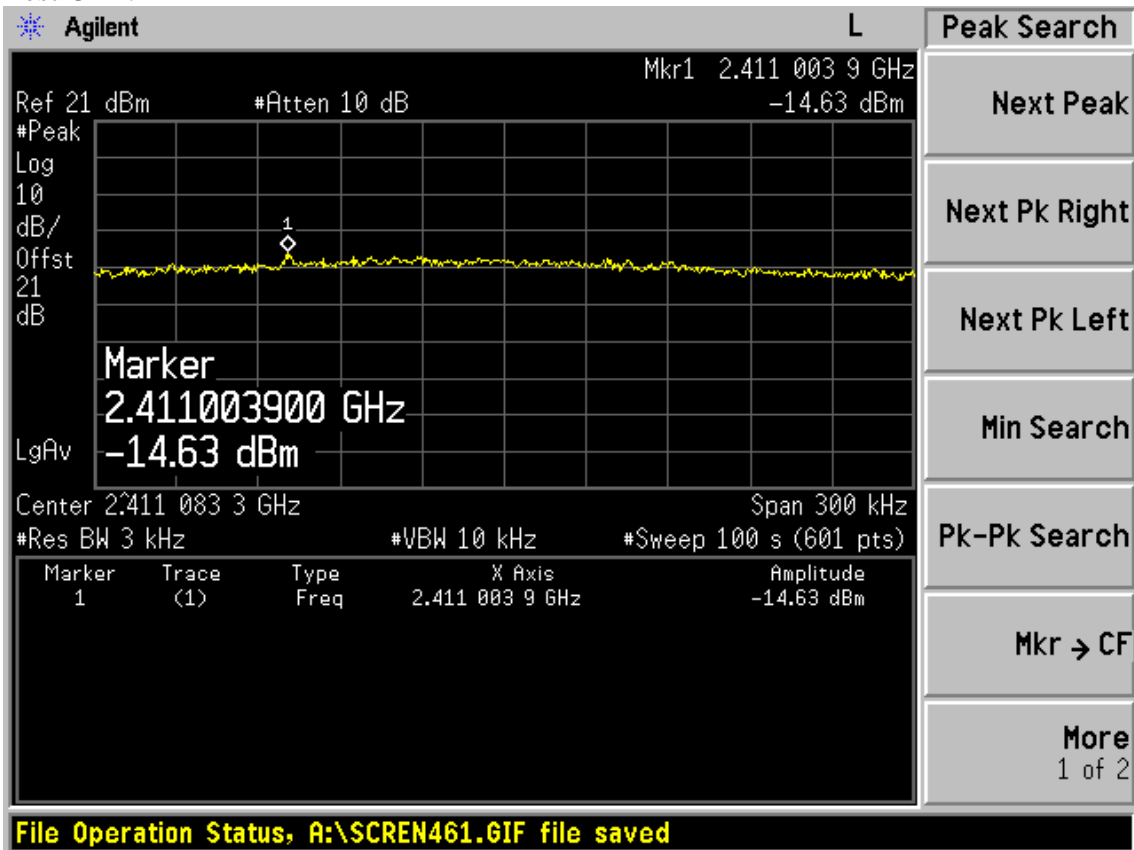 Agilent L
Peak Search
Mkr1 2.411 003 9 GHz
Ref 21 dBm #Atten 10 dB -14.63 dBm
#Peak
Log
10
dB/
Offst
21
dB
1
Marker
2.411003900 GHz
-14.63 dBm
LgAv
Center 2.411 083 3 GHz Span 300 kHz
#Res BW 3 kHz #VBW 10 kHz #Sweep 100 s (601 pts)
Marker Trace Type X Axis Amplitude
1 (1) Freq 2.411 003 9 GHz -14.63 dBm
Next Peak
Next Pk Right
Next Pk Left
Min Search
Pk-Pk Search
Mkr → CF
More
1 of 2
File Operation Status, A:\SCREN461.GIF file saved